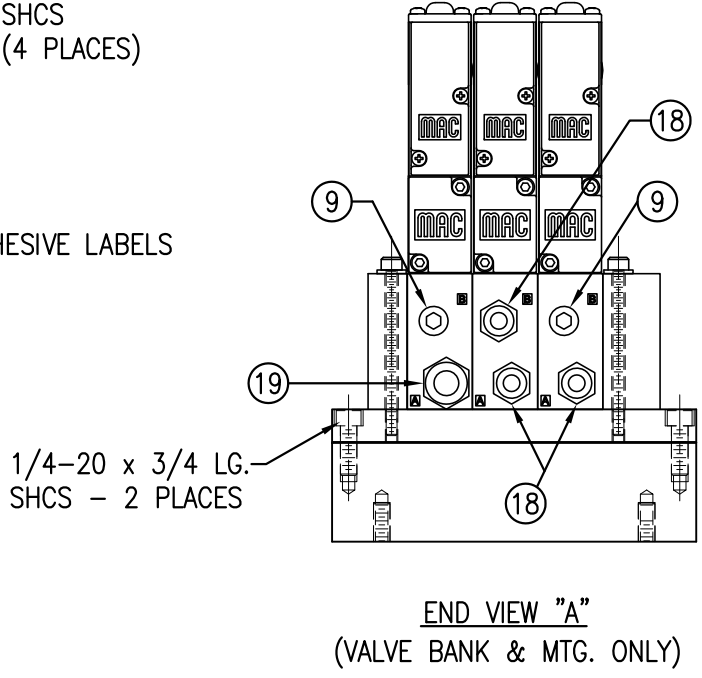 SHCS
(4 PLACES)
MAC MAC MAC
18
9
9
MAC MAC MAC
HESIVE LABELS
B B B
19
A A A
1/4-20 x 3/4 LG.
SHCS - 2 PLACES
18
END VIEW "A"
(VALVE BANK & MTG. ONLY)